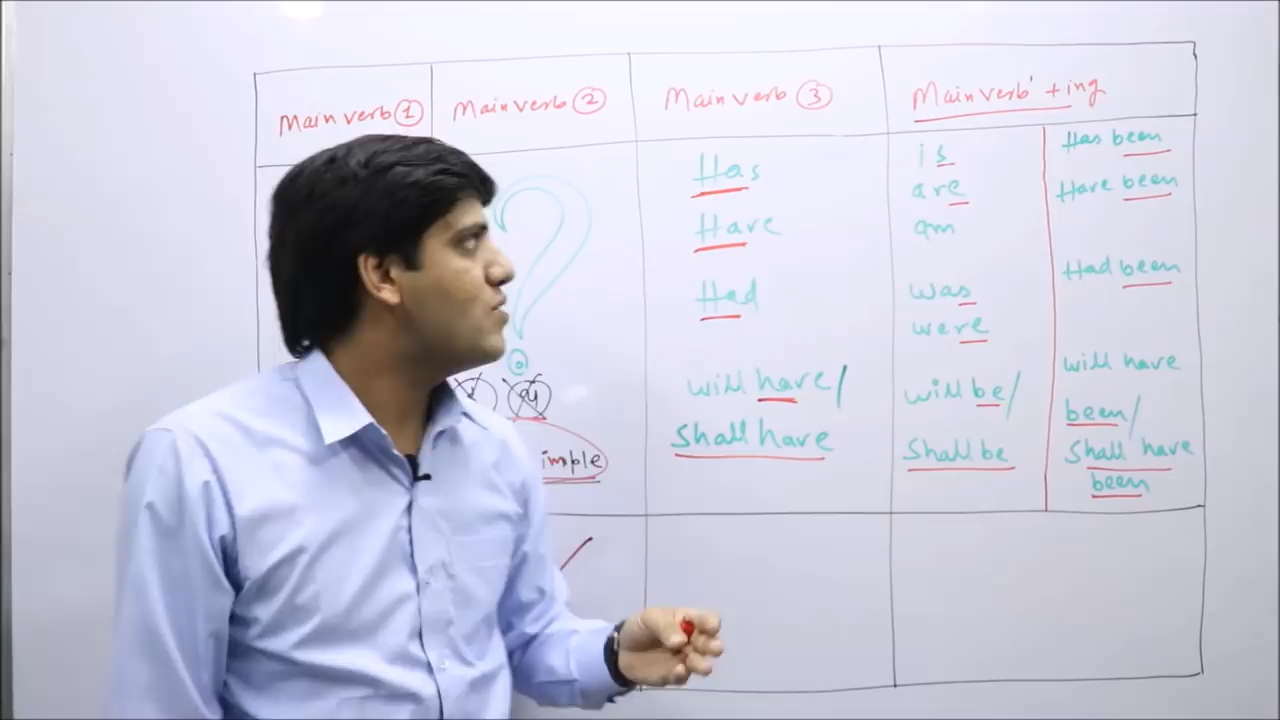 Main verb ①
Main verb ②
Main verb ③
Main verb + ing
Has
Have
Had
will have/
Shall have
is
are
am
was
were
will be/
Shall be
Has been
Have been
Had been
will have
been/
Shall have
been